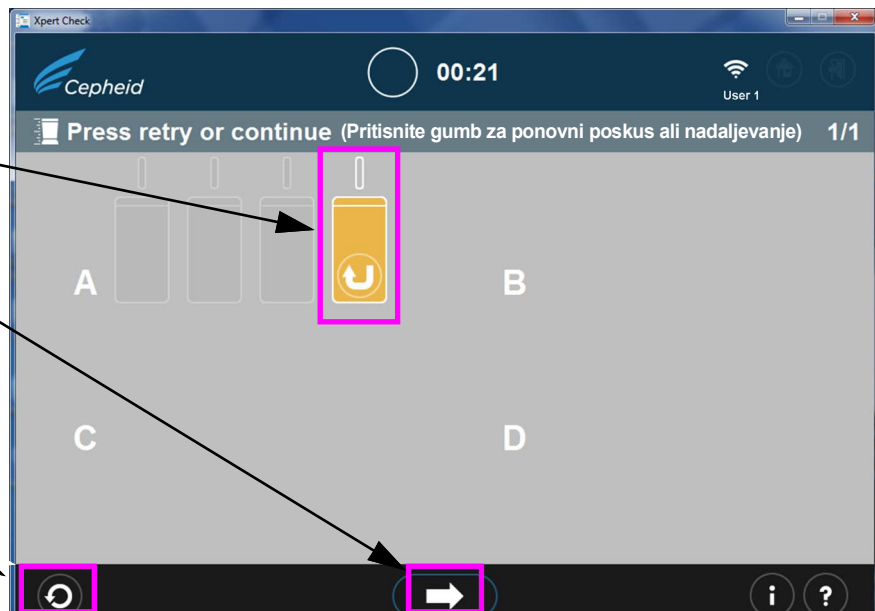 Xpert Check
Cepheid
00:21
User 1
Press retry or continue (Pritisnite gumb za ponovni poskus ali nadaljevanje) 1/1
A
B
C
D
i ?